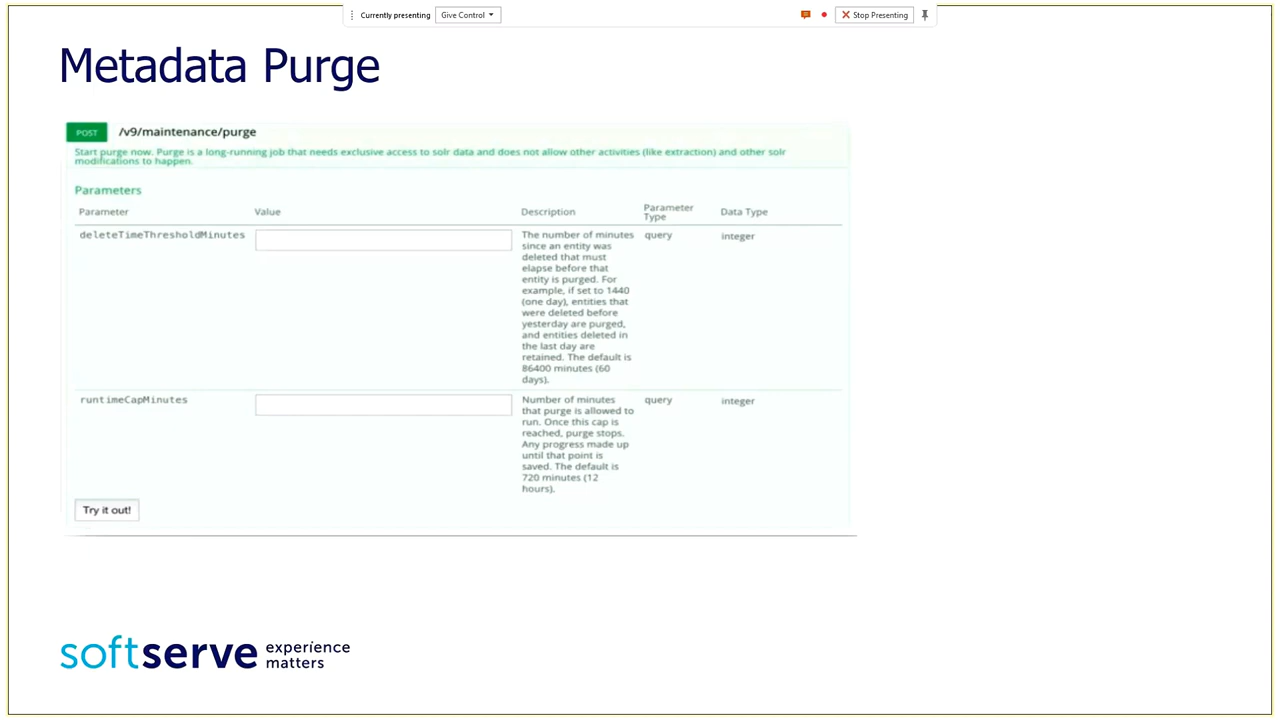 Currently presenting Give Control Stop Presenting
Metadata Purge
POST /v9/maintenance/purge
Start purge now. Purge is a long-running job that needs exclusive access to solr data and does not allow other activities (like extraction) and other solr
modifications to happen.
Parameters
Parameter Value Description Parameter Type Data Type
deleteTimeThresholdMinutes The number of minutes query integer
since an entity was
deleted that must
elapse before that
entity is purged. For
example, if set to 1440
(one day), entities that
were deleted before
yesterday are purged,
and entities deleted in
the last day are
retained. The default is
86400 minutes (60
days).
runtimeCapMinutes Number of minutes query integer
that purge is allowed to
run. Once this cap is
reached, purge stops.
Any progress made up
until that point is
saved. The default is
720 minutes (12
hours).
Try it out!
softserve experience
matters